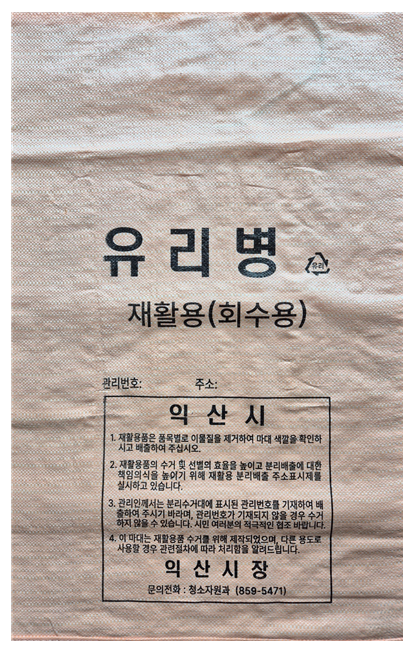 유리병
유리
재활용(회수용)
관리번호: 주소:
익산시
1. 재활용품은 품목별로 이물질을 제거하여 마대 색깔을 확인하
시고 배출하여 주십시오.
2. 재활용품의 수거 및 선별의 효율을 높이고 분리배출에 대한
책임의식을 높이기 위해 재활용 분리배출 주소표시제를
실시하고 있습니다.
3. 관리인께서는 분리수거대에 표시된 관리번호를 기재하여 배
출하여 주시기 바라며, 관리번호가 기재되지 않을 경우 수거
하지 않을 수 있습니다. 시민 여러분의 적극적인 협조 바랍니다.
4. 이 마대는 재활용품 수거를 위해 제작되었으며, 다른 용도로
사용할 경우 관련절차에 따라 처리함을 알려드립니다.
익산시장
문의전화 : 청소자원과 (859-5471)